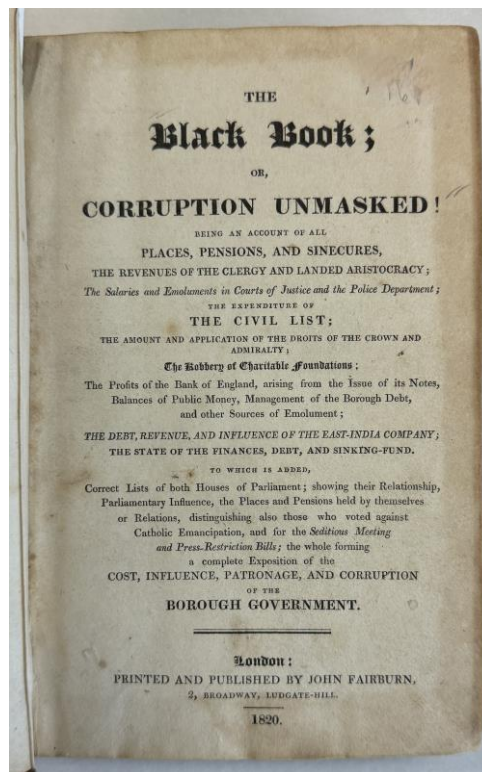 THE
Black Book;
OR,
CORRUPTION UNMASKED!
BEING AN ACCOUNT OF ALL
PLACES, PENSIONS, AND SINECURES,
THE REVENUES OF THE CLERGY AND LANDED ARISTOCRACY;
The Salaries and Emoluments in Courts of Justice and the Police Department;
THE EXPENDITURE OF
THE CIVIL LIST;
THE AMOUNT AND APPLICATION OF THE DROITS OF THE CROWN AND
ADMIRALTY;
The Robbery of Charitable Foundations;
The Profits of the Bank of England, arising from the Issue of its Notes,
Balances of Public Money, Management of the Borough Debt,
and other Sources of Emolument;
THE DEBT, REVENUE, AND INFLUENCE OF THE EAST-INDIA COMPANY;
THE STATE OF THE FINANCES, DEBT, AND SINKING-FUND.
TO WHICH IS ADDED,
Correct Lists of both Houses of Parliament; showing their Relationship,
Parliamentary Influence, the Places and Pensions held by themselves
or Relations, distinguishing also those who voted against
Catholic Emancipation, and for the Seditious Meeting
and Press-Restriction Bills; the whole forming
a complete Exposition of the
COST, INFLUENCE, PATRONAGE, AND CORRUPTION
OF THE
BOROUGH GOVERNMENT.
London:
PRINTED AND PUBLISHED BY JOHN FAIRBURN,
2, BROADWAY, LUDGATE-HILL.
1820.